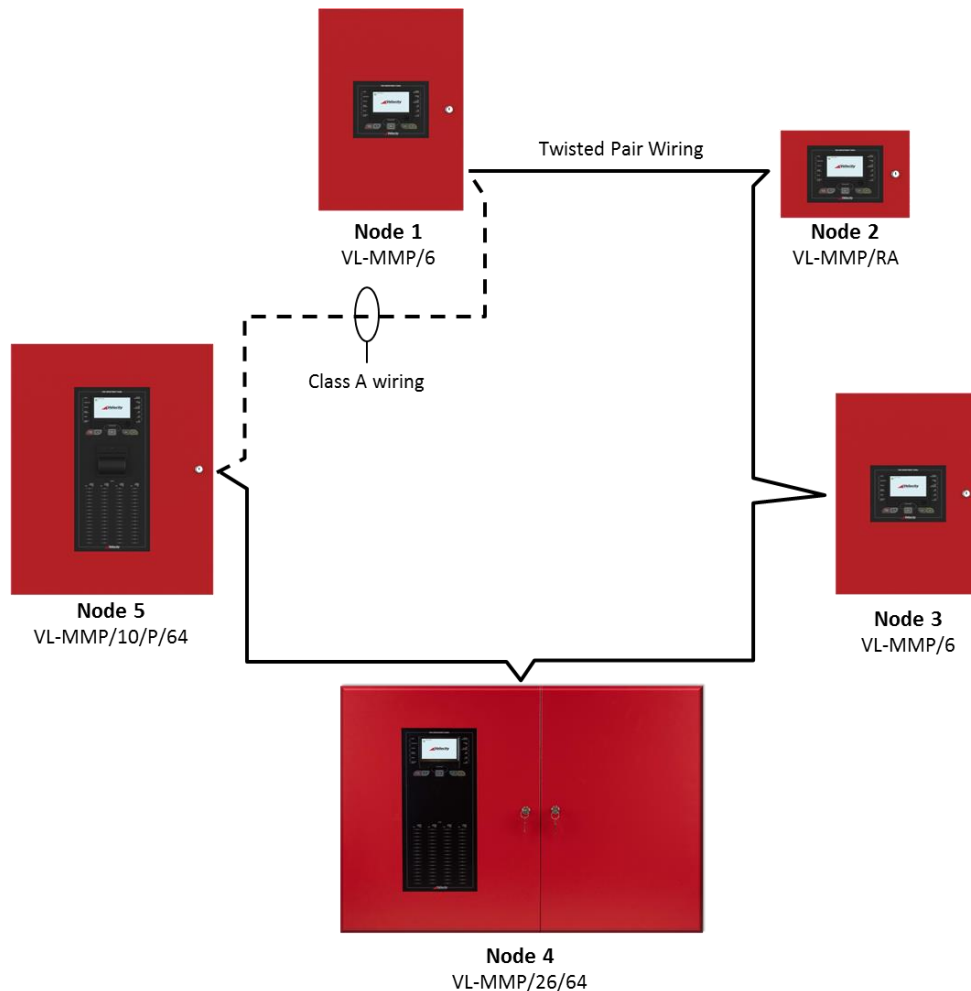 Twisted Pair Wiring
Node 1
VL-MMP/6
Node 2
VL-MMP/RA
Class A wiring
Node 5
VL-MMP/10/P/64
Node 3
VL-MMP/6
Node 4
VL-MMP/26/64